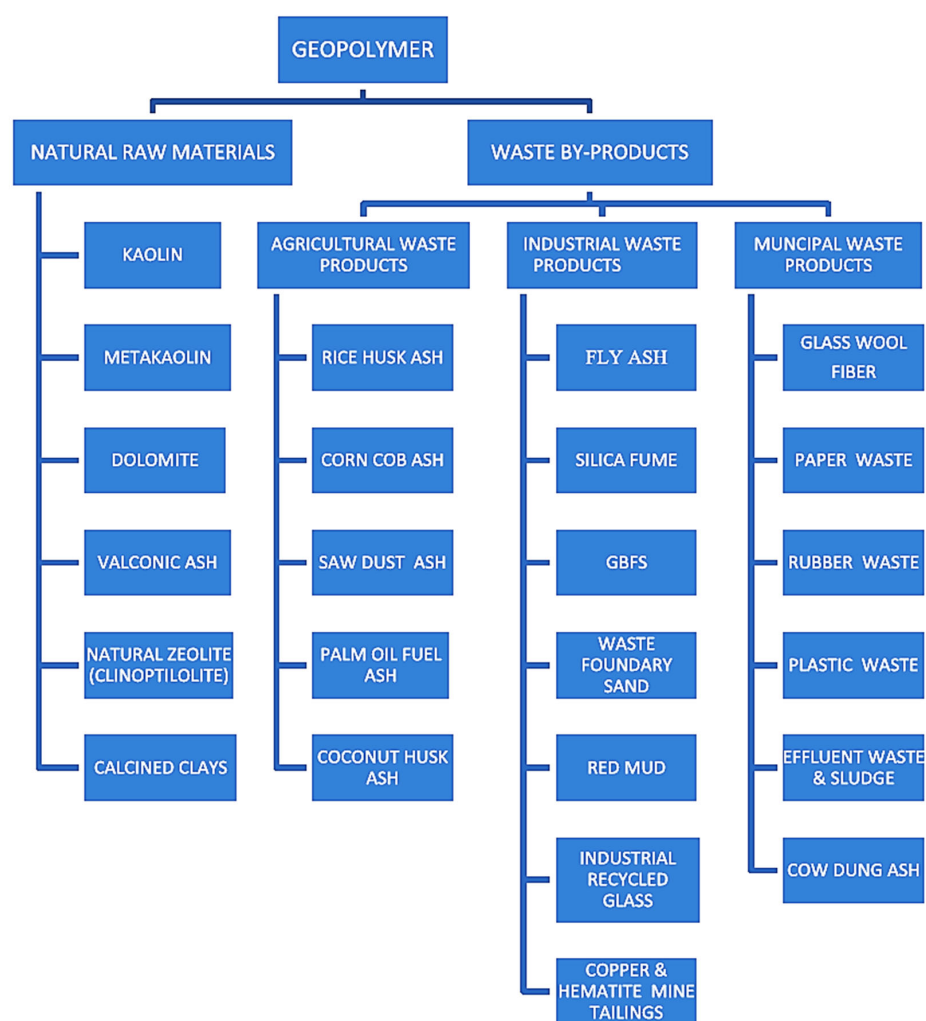 GEOPOLYMER
NATURAL RAW MATERIALS
WASTE BY-PRODUCTS
KAOLIN
METAKAOLIN
DOLOMITE
VALCONIC ASH
NATURAL ZEOLITE
(CLINOPTILOLITE)
CALCINED CLAYS
AGRICULTURAL WASTE
PRODUCTS
RICE HUSK ASH
CORN COB ASH
SAW DUST ASH
PALM OIL FUEL
ASH
COCONUT HUSK
ASH
INDUSTRIAL WASTE
PRODUCTS
FLY ASH
SILICA FUME
GBFS
WASTE
FOUNDARY
SAND
RED MUD
INDUSTRIAL
RECYCLED
GLASS
COPPER &
HEMATITE MINE
TAILINGS
MUNCIPAL WASTE
PRODUCTS
GLASS WOOL
FIBER
PAPER WASTE
RUBBER WASTE
PLASTIC WASTE
EFFLUENT WASTE
& SLUDGE
COW DUNG ASH